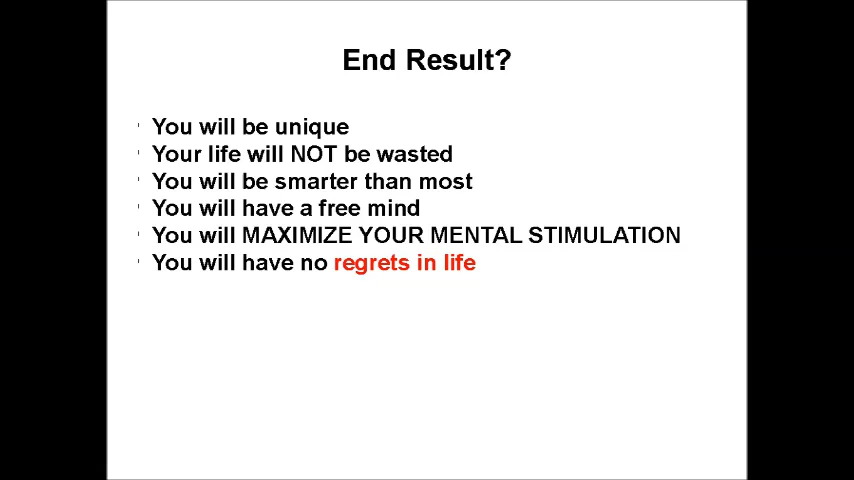 End Result?
You will be unique
Your life will NOT be wasted
You will be smarter than most
You will have a free mind
You will MAXIMIZE YOUR MENTAL STIMULATION
You will have no regrets in life